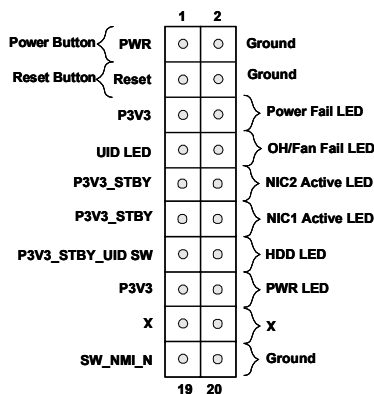 1 2
Power Button PWR Ground
Reset Button Reset Ground
P3V3 Power Fail LED
UID LED OH/Fan Fail LED
P3V3_STBY NIC2 Active LED
P3V3_STBY NIC1 Active LED
P3V3_STBY_UID SW HDD LED
P3V3 PWR LED
X X
SW_NMI_N Ground
19 20